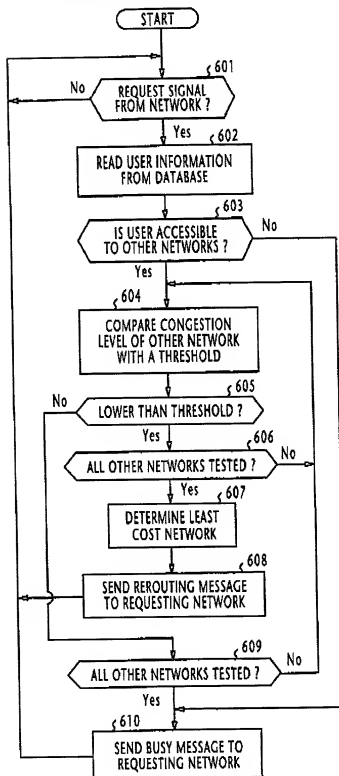 START
601
REQUEST SIGNAL
FROM NETWORK ?
No
Yes
602
READ USER INFORMATION
FROM DATABASE
603
IS USER ACCESSIBLE
TO OTHER NETWORKS ?
No
Yes
604
COMPARE CONGESTION
LEVEL OF OTHER NETWORK
WITH A THRESHOLD
605
No
LOWER THAN THRESHOLD ?
Yes
606
ALL OTHER NETWORKS TESTED ?
No
Yes
607
DETERMINE LEAST
COST NETWORK
608
SEND REROUTING MESSAGE
TO REQUESTING NETWORK
609
ALL OTHER NETWORKS TESTED ?
No
Yes
610
SEND BUSY MESSAGE TO
REQUESTING NETWORK